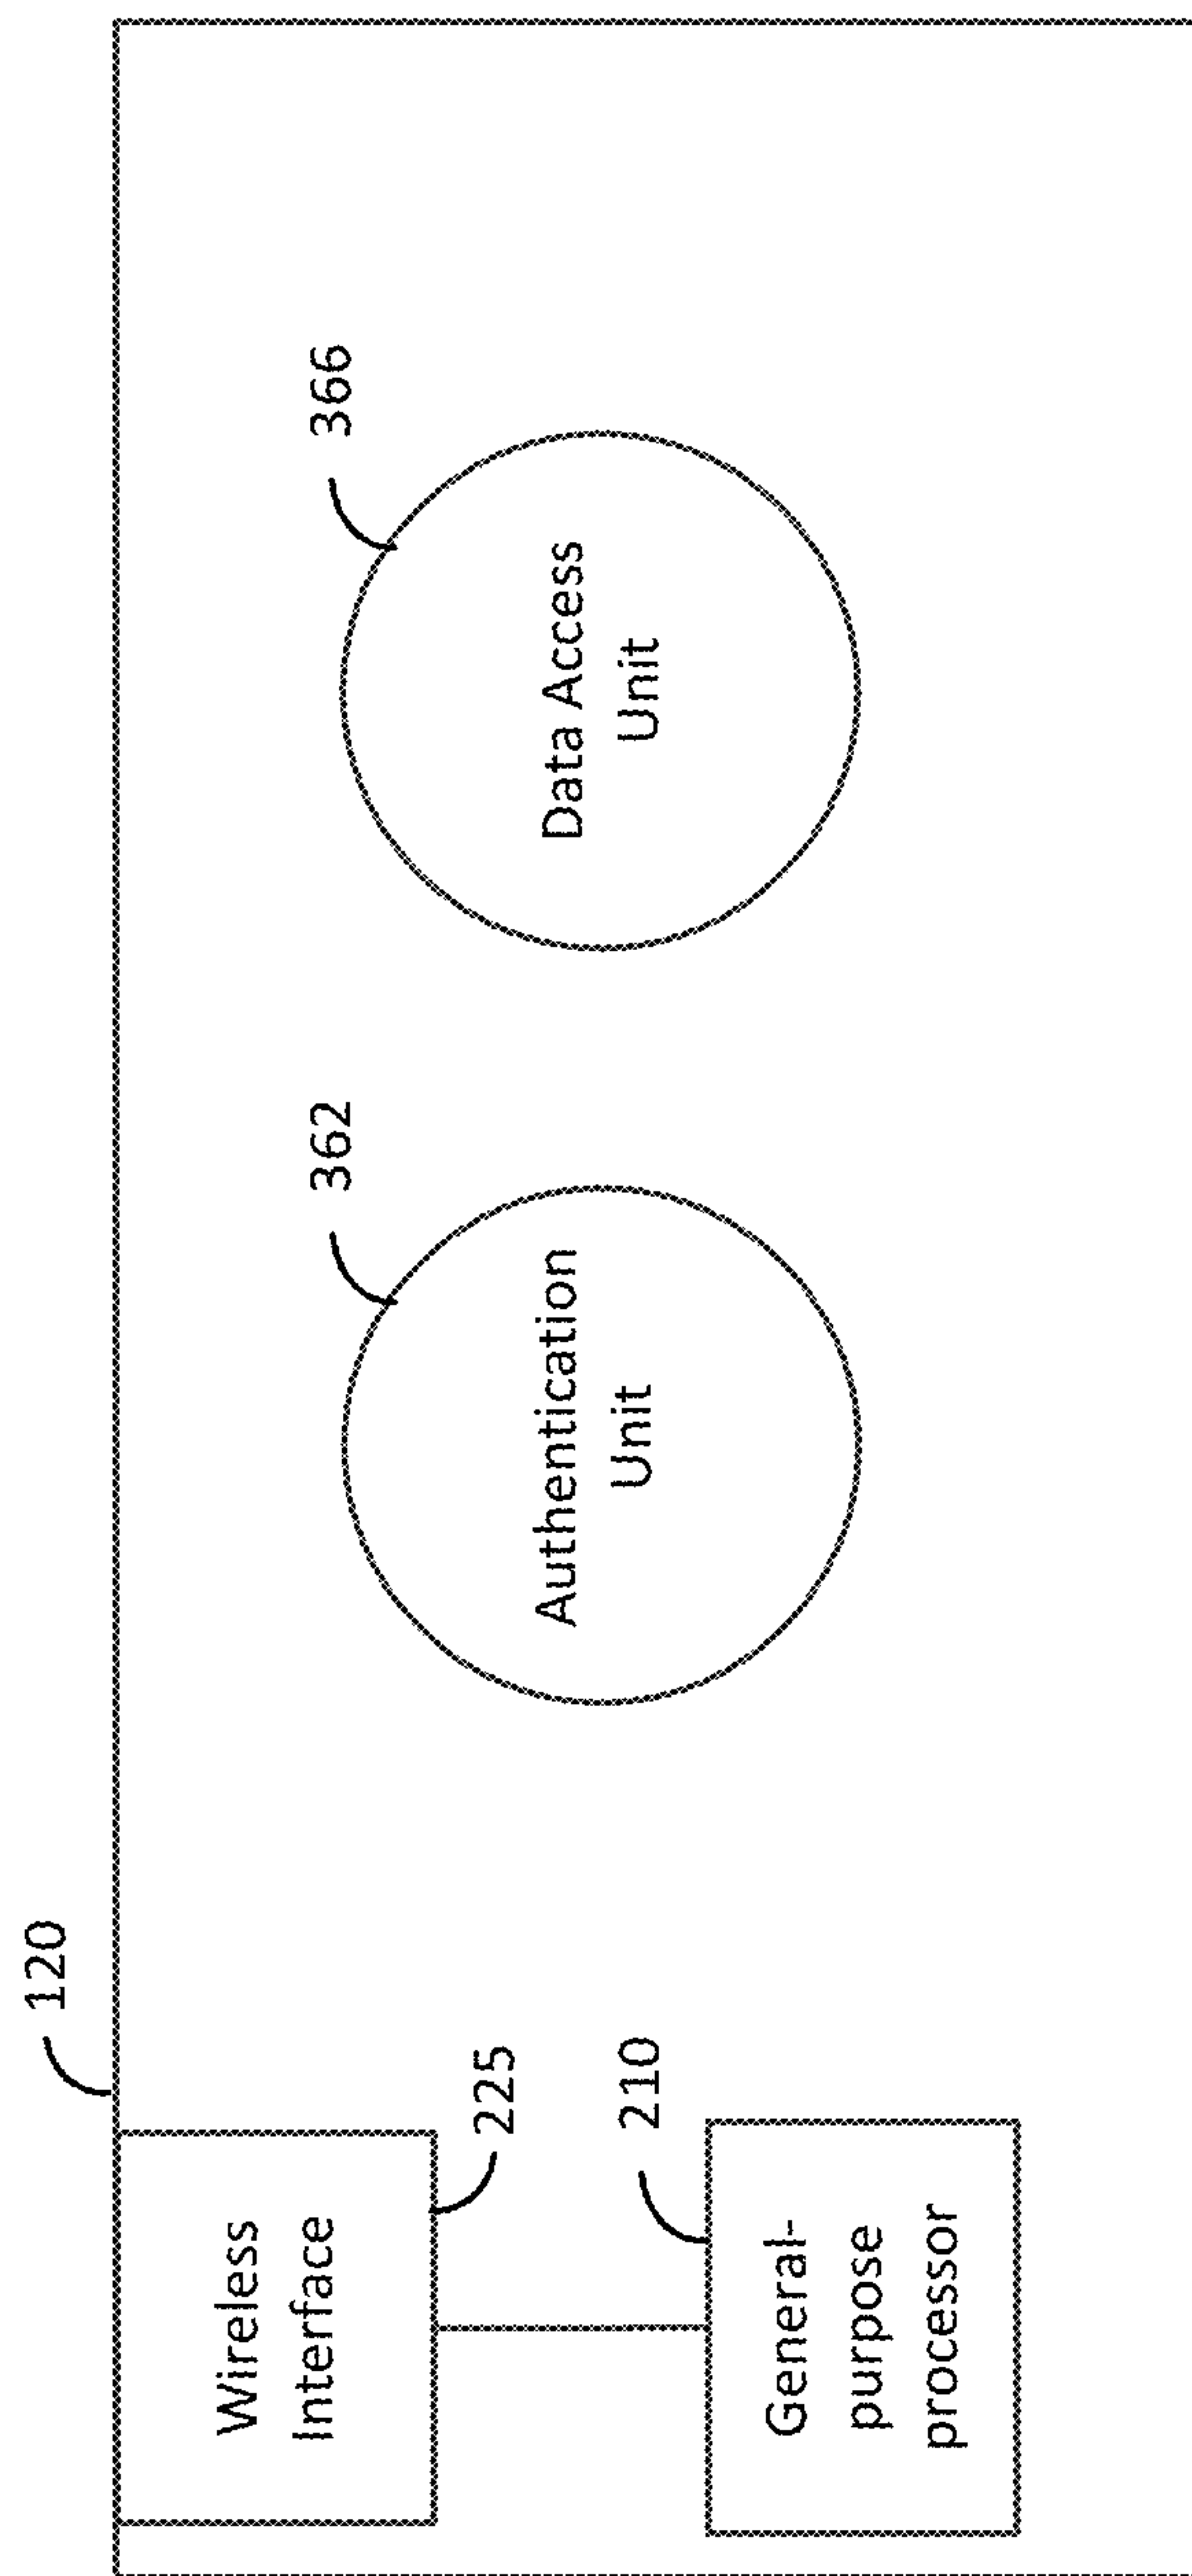 120
Wireless
Interface
225
210
General-
purpose
processor
362
Authentication
Unit
366
Data Access
Unit